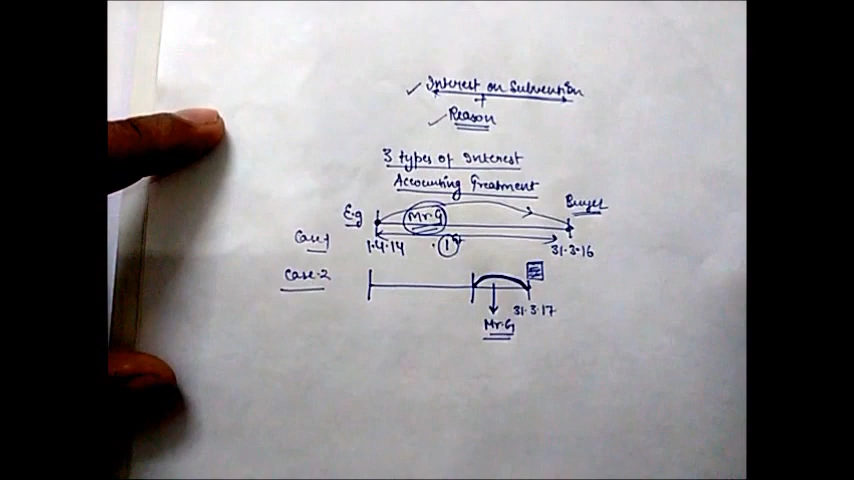 ✓ Interest on Subvention
✓ Reason
3 types of Interest
Accounting Treatment
E.g Mr.G Buyer
Case-1 1.4.14 1st 31.3.16
Case-2
31.3.17
Mr.G